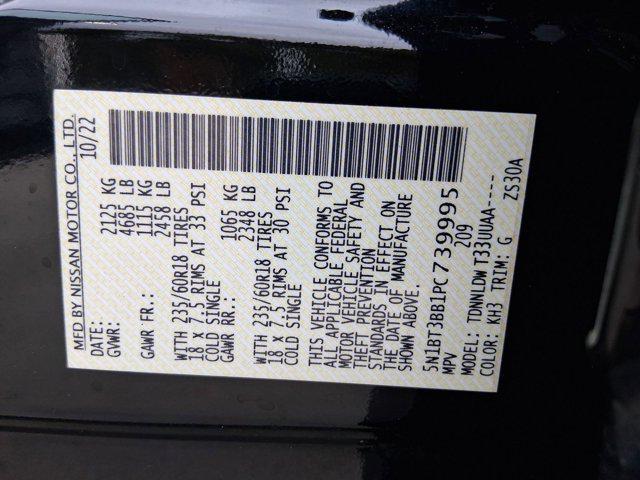 MFD BY NISSAN MOTOR CO., LTD.
DATE: 10/22
GVWR: 2125 KG
4685 LB
GAWR FR.: 1115 KG
2458 LB
WITH 235/60R18 TIRES
18 X 7.5 RIMS AT 33 PSI
COLD SINGLE
GAWR RR.: 1065 KG
2348 LB
WITH 235/60R18 TIRES
18 X 7.5 RIMS AT 30 PSI
COLD SINGLE
THIS VEHICLE CONFORMS TO
ALL APPLICABLE FEDERAL
MOTOR VEHICLE SAFETY AND
THEFT PREVENTION
STANDARDS IN EFFECT ON
THE DATE OF MANUFACTURE
SHOWN ABOVE.
5N1BT3BB1PC739995
MPV 209
MODEL: TDNNLDW T33UUAA----
COLOR: KH3 TRIM: G ZS30A